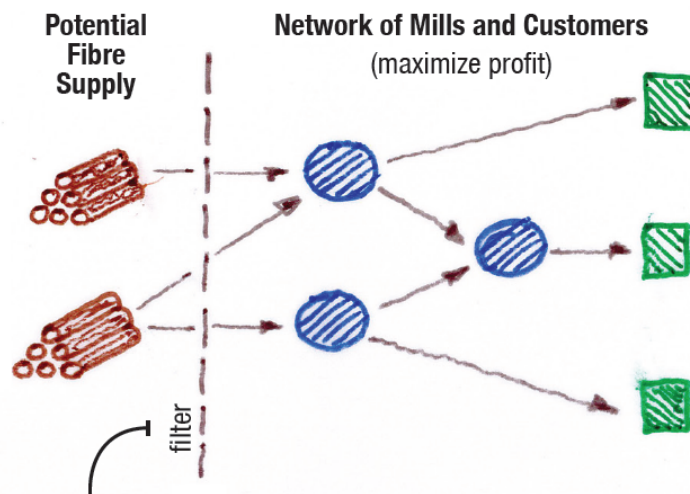 Potential
Fibre
Supply
Network of Mills and Customers
(maximize profit)
filter